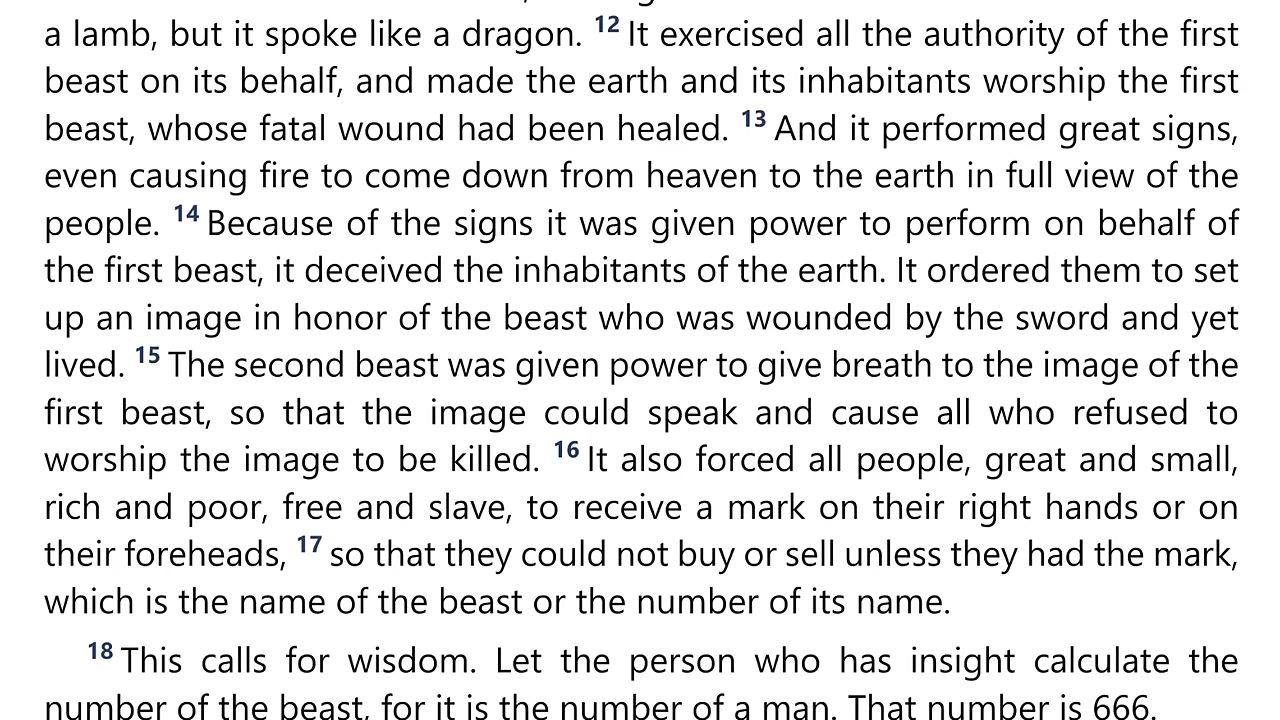 a lamb, but it spoke like a dragon. 12 It exercised all the authority of the first
beast on its behalf, and made the earth and its inhabitants worship the first
beast, whose fatal wound had been healed. 13 And it performed great signs,
even causing fire to come down from heaven to the earth in full view of the
people. 14 Because of the signs it was given power to perform on behalf of
the first beast, it deceived the inhabitants of the earth. It ordered them to set
up an image in honor of the beast who was wounded by the sword and yet
lived. 15 The second beast was given power to give breath to the image of the
first beast, so that the image could speak and cause all who refused to
worship the image to be killed. 16 It also forced all people, great and small,
rich and poor, free and slave, to receive a mark on their right hands or on
their foreheads, 17 so that they could not buy or sell unless they had the mark,
which is the name of the beast or the number of its name.
18 This calls for wisdom. Let the person who has insight calculate the
number of the beast, for it is the number of a man. That number is 666.